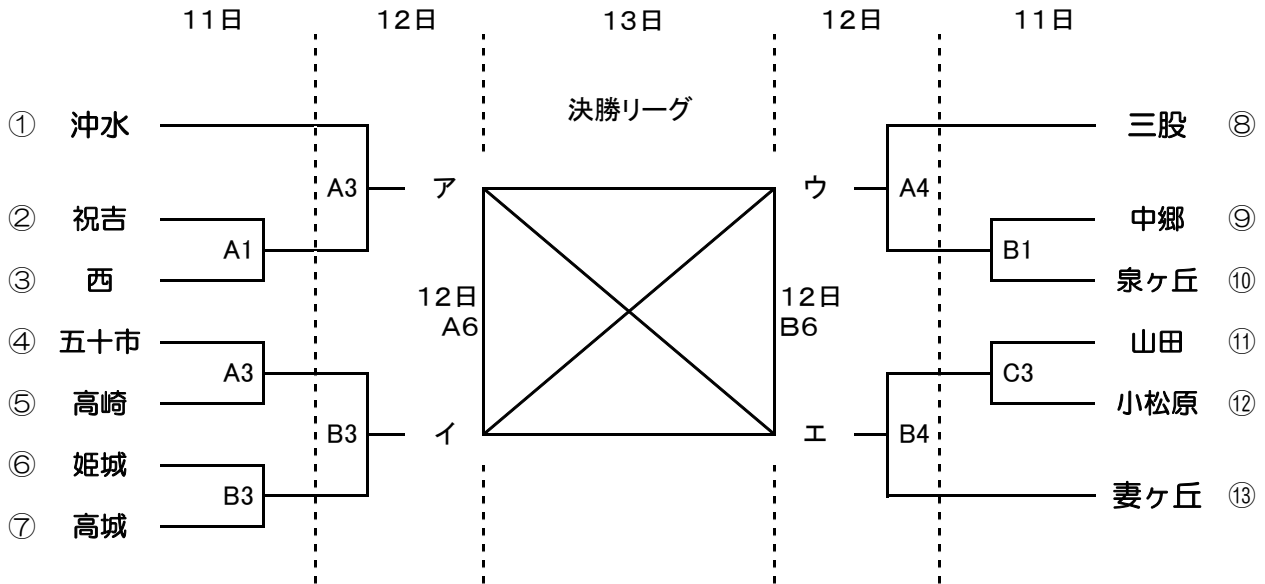 11日 12日 13日 12日 11日
決勝リーグ
① 沖水
三股 ⑧
A3 ア ウ A4
② 祝吉
中郷 ⑨
A1
B1
③ 西
泉ヶ丘 ⑩
12日
A6
12日
B6
④ 五十市
山田 ⑪
A3
C3
⑤ 高崎
小松原 ⑫
B3 イ エ B4
⑥ 姫城
B3
妻ヶ丘 ⑬
⑦ 高城